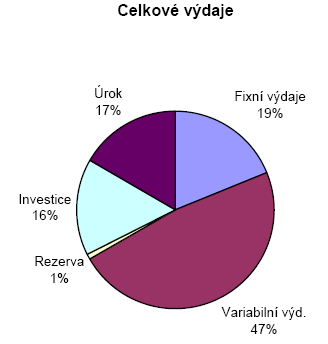 Celkové výdaje
Úrok
17%
Fixní výdaje
19%
Investice
16%
Rezerva
1%
Variabilní výd.
47%